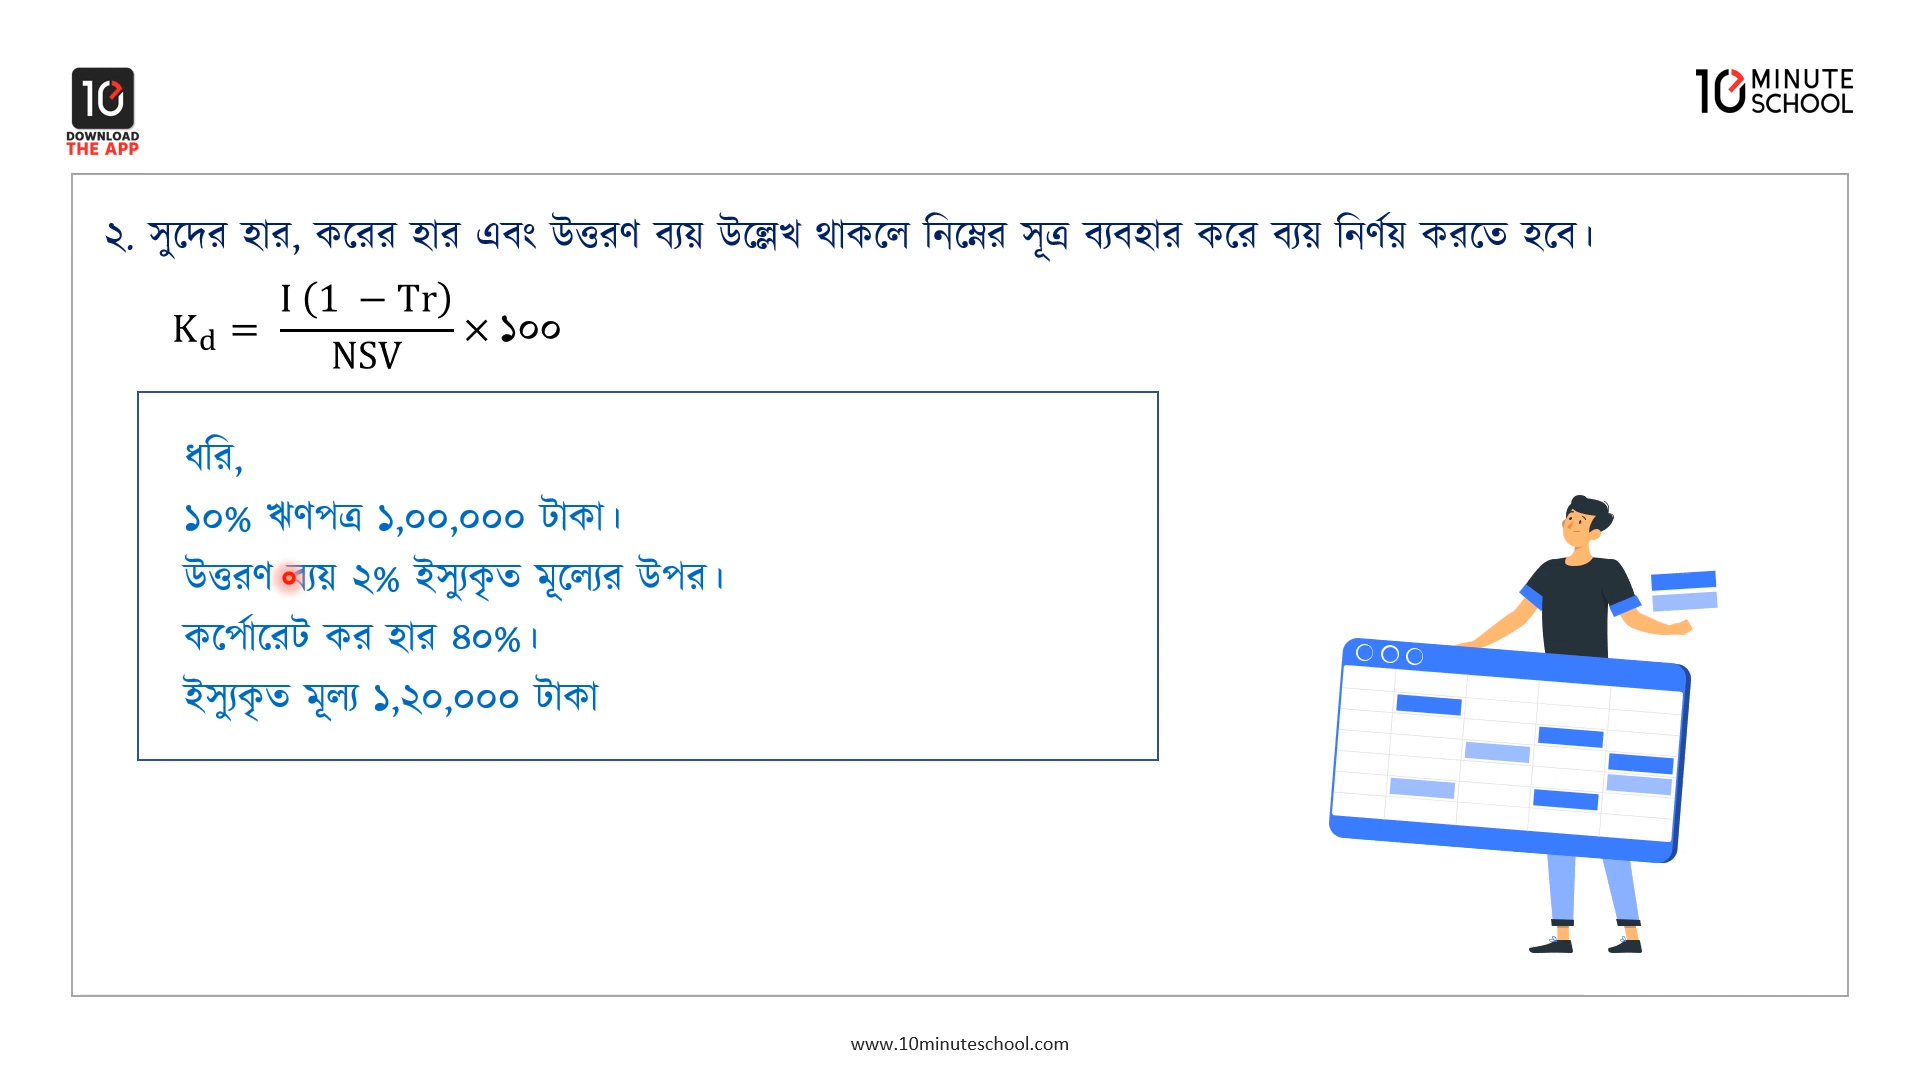 10
DOWNLOAD
THE APP
10 MINUTE
SCHOOL
২. সুদের হার, করের হার এবং উত্তরণ ব্যয় উল্লেখ থাকলে নিম্নের সূত্র ব্যবহার করে ব্যয় নির্ণয় করতে হবে।
K_d = I (1 − Tr) / NSV × ১০০
ধরি,
১০% ঋণপত্র ১,০০,০০০ টাকা।
উত্তরণ ব্যয় ২% ইস্যুকৃত মূল্যের উপর।
কর্পোরেট কর হার ৪০%।
ইস্যুকৃত মূল্য ১,২০,০০০ টাকা
www.10minuteschool.com